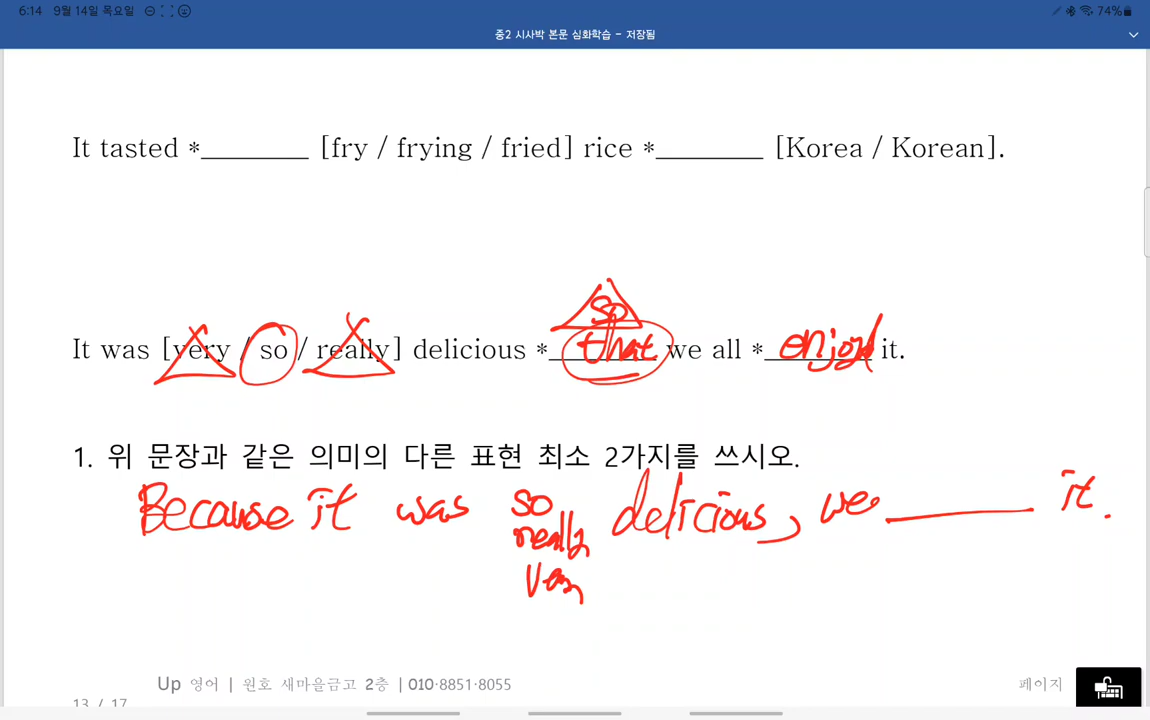 6:14 9월 14일 목요일 74%
중2 시사박 본문 심화학습 - 저장됨
It tasted *________ [fry / frying / fried] rice *________ [Korea / Korean].
so
It was [very / so / really] delicious * that we all * enjoyed it.
1. 위 문장과 같은 의미의 다른 표현 최소 2가지를 쓰시오.
Because it was so delicious, we ________ it.
really
very
Up 영어 | 원호 새마을금고 2층 | 010·8851·8055 페이지
13 / 17